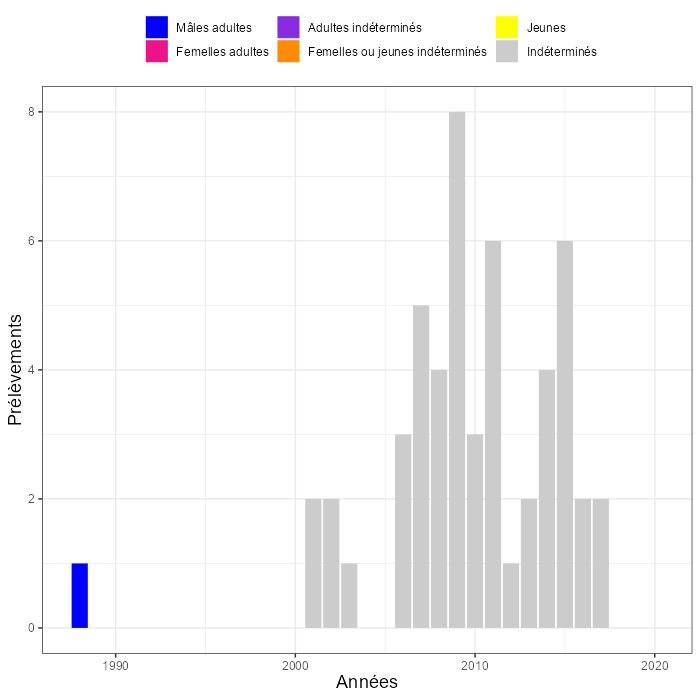 Mâles adultes
Adultes indéterminés
Jeunes
Femelles adultes
Femelles ou jeunes indéterminés
Indéterminés
8
6
4
2
0
Prélèvements
1990
2000
2010
2020
Années